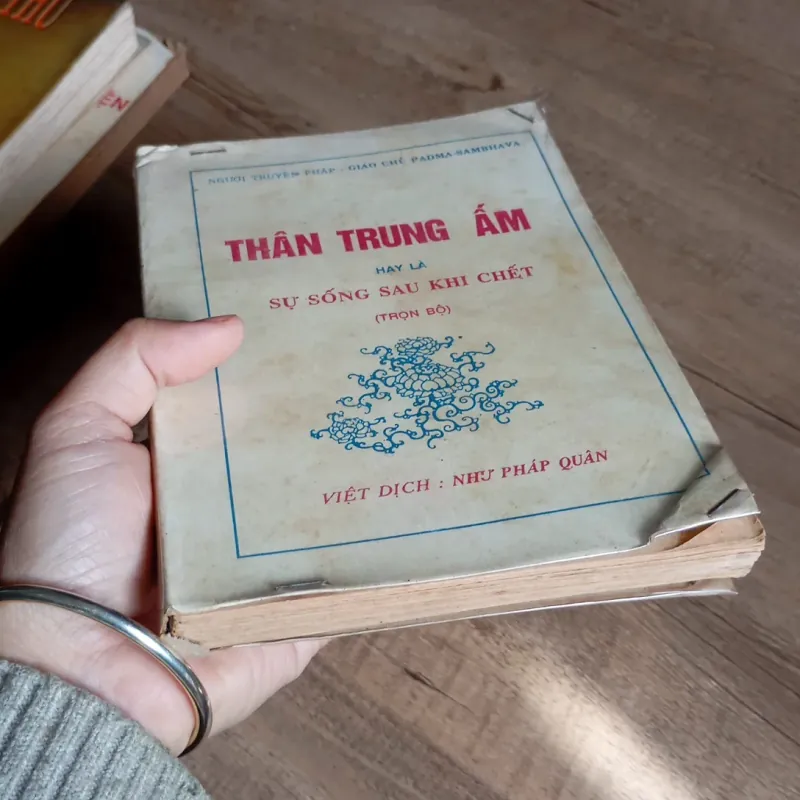 NGƯỜI TRUYỀN PHÁP - GIÁO CHỦ PADMA-SAMBHAVA
THÂN TRUNG ẤM
HAY LÀ
SỰ SỐNG SAU KHI CHẾT
(TRỌN BỘ)
VIỆT DỊCH : NHƯ PHÁP QUÂN